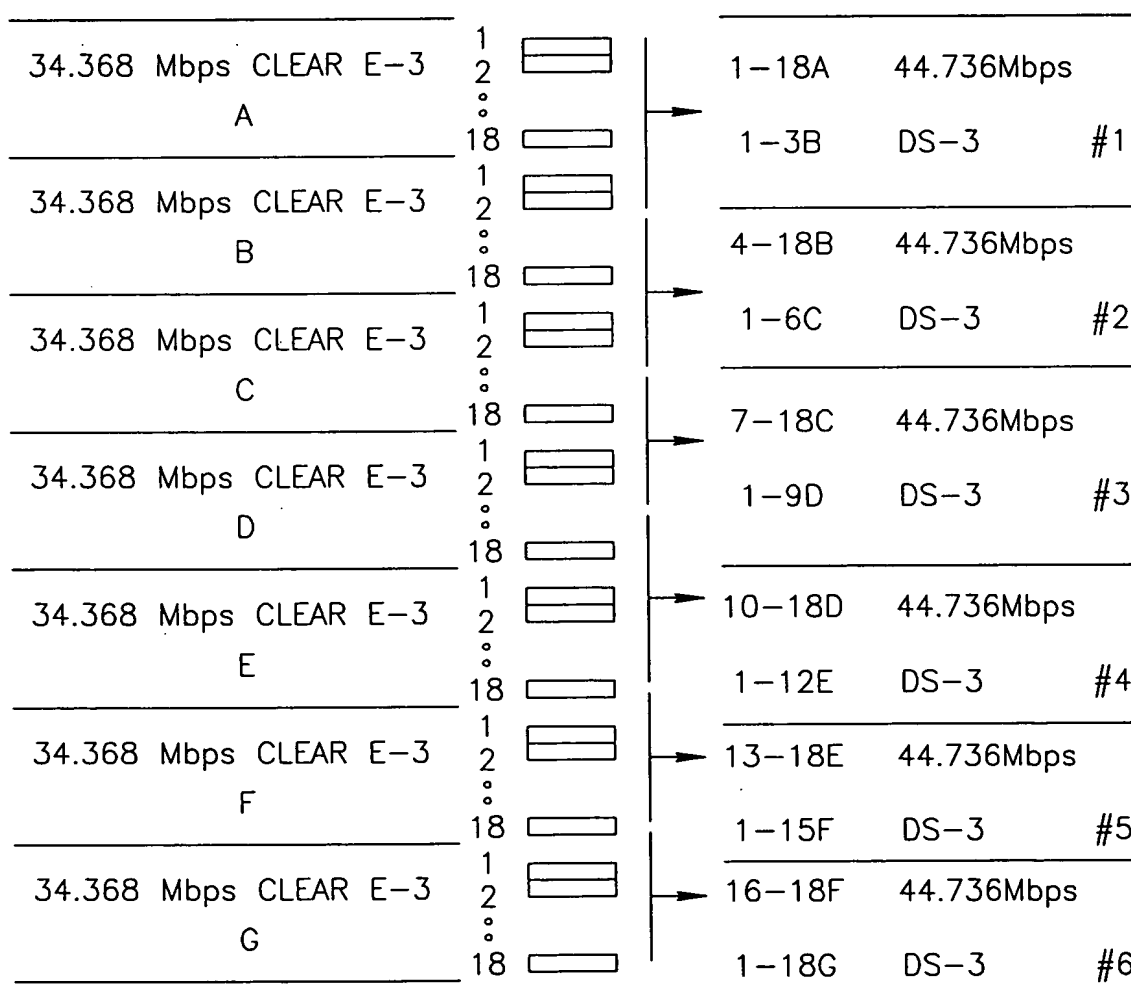 34.368 Mbps CLEAR E-3
A
1
2
18
34.368 Mbps CLEAR E-3
B
1
2
18
34.368 Mbps CLEAR E-3
C
1
2
18
34.368 Mbps CLEAR E-3
D
1
2
18
34.368 Mbps CLEAR E-3
E
1
2
18
34.368 Mbps CLEAR E-3
F
1
2
18
34.368 Mbps CLEAR E-3
G
1
2
18
1-18A 44.736Mbps
1-3B DS-3 #1
4-18B 44.736Mbps
1-6C DS-3 #2
7-18C 44.736Mbps
1-9D DS-3 #3
10-18D 44.736Mbps
1-12E DS-3 #4
13-18E 44.736Mbps
1-15F DS-3 #5
16-18F 44.736Mbps
1-18G DS-3 #6